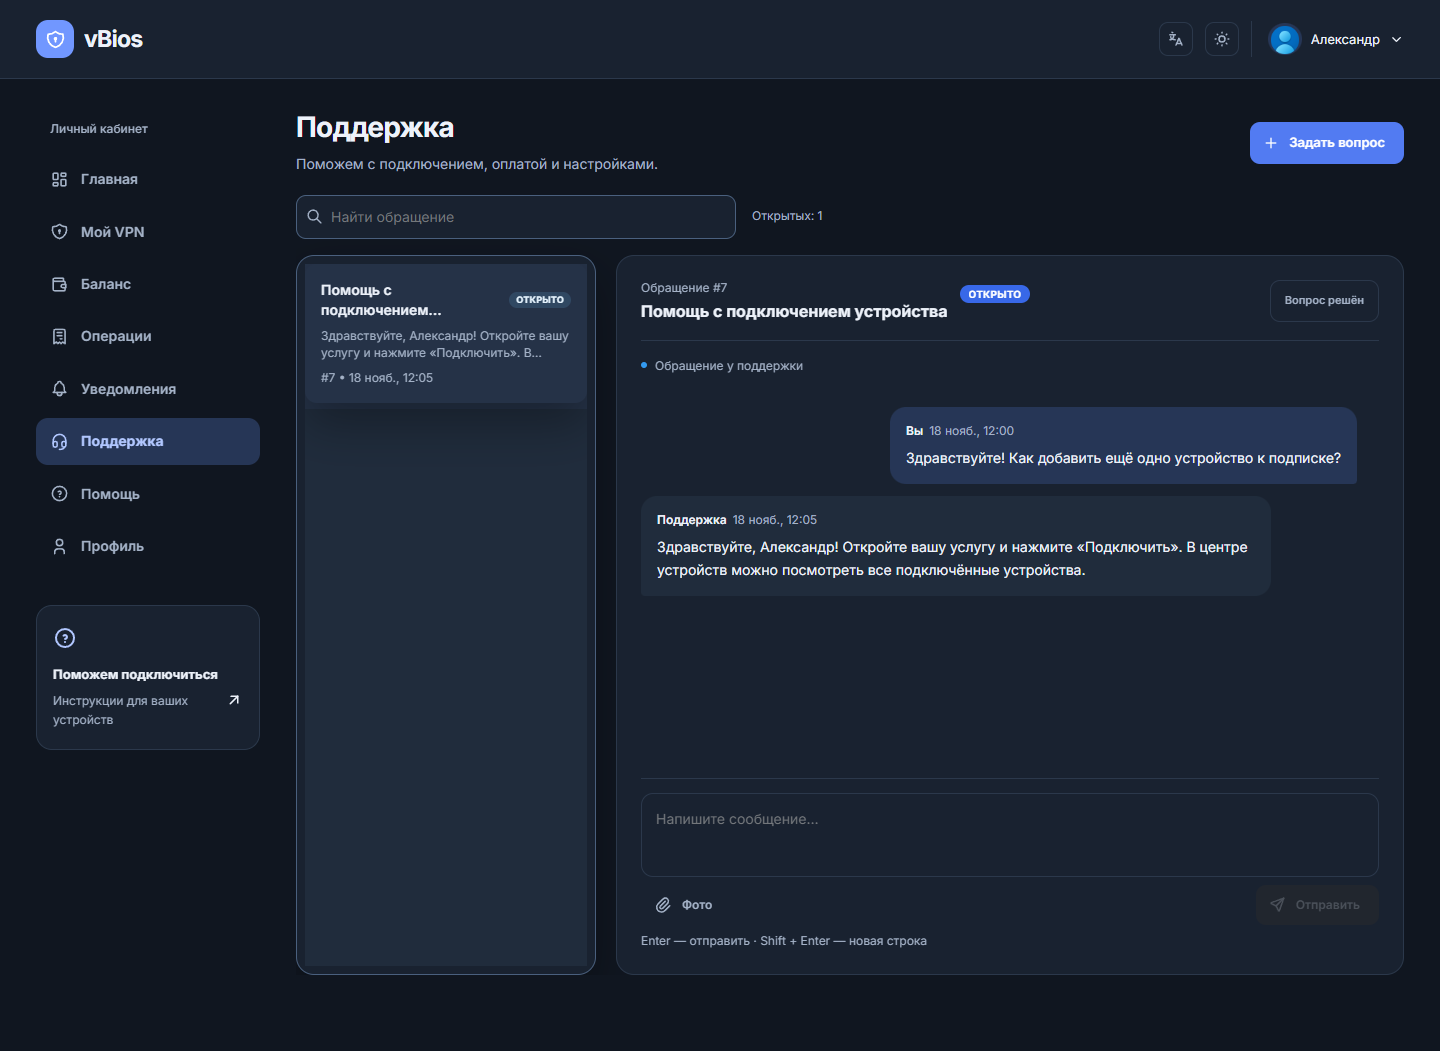 vBios
Александр
Личный кабинет
Главная
Мой VPN
Баланс
Операции
Уведомления
Поддержка
Помощь
Профиль
Поможем подключиться
Инструкции для ваших
устройств
Поддержка
Поможем с подключением, оплатой и настройками.
Задать вопрос
Найти обращение
Открытых: 1
Помощь с
подключением...
ОТКРЫТО
Здравствуйте, Александр! Откройте вашу
услугу и нажмите «Подключить». В...
#7 • 18 нояб., 12:05
Обращение #7
Помощь с подключением устройства
ОТКРЫТО
Вопрос решён
Обращение у поддержки
Вы 18 нояб., 12:00
Здравствуйте! Как добавить ещё одно устройство к подписке?
Поддержка 18 нояб., 12:05
Здравствуйте, Александр! Откройте вашу услугу и нажмите «Подключить». В центре
устройств можно посмотреть все подключённые устройства.
Напишите сообщение...
Фото
Отправить
Enter — отправить · Shift + Enter — новая строка